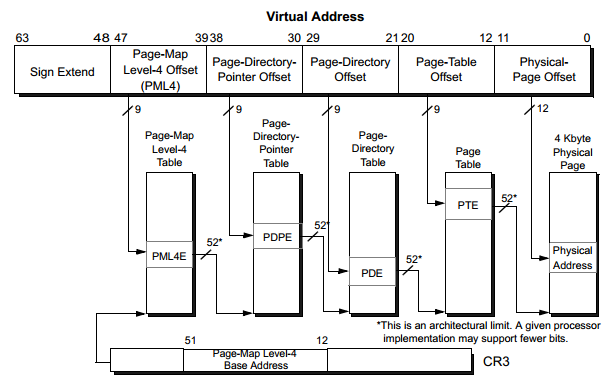 Virtual Address
63 48 47 39 38 30 29 21 20 12 11 0
Sign Extend
Page-Map
Level-4 Offset
(PML4)
Page-Directory-
Pointer Offset
Page-Directory
Offset
Page-Table
Offset
Physical-
Page Offset
9 9 9 9 12
Page-Map
Level-4
Table
Page-
Directory-
Pointer
Table
Page-
Directory
Table
Page
Table
4 Kbyte
Physical
Page
PML4E
52*
PDPE
52*
PDE
52*
PTE
52*
Physical
Address
*This is an architectural limit. A given processor
implementation may support fewer bits.
51 12
Page-Map Level-4
Base Address
CR3